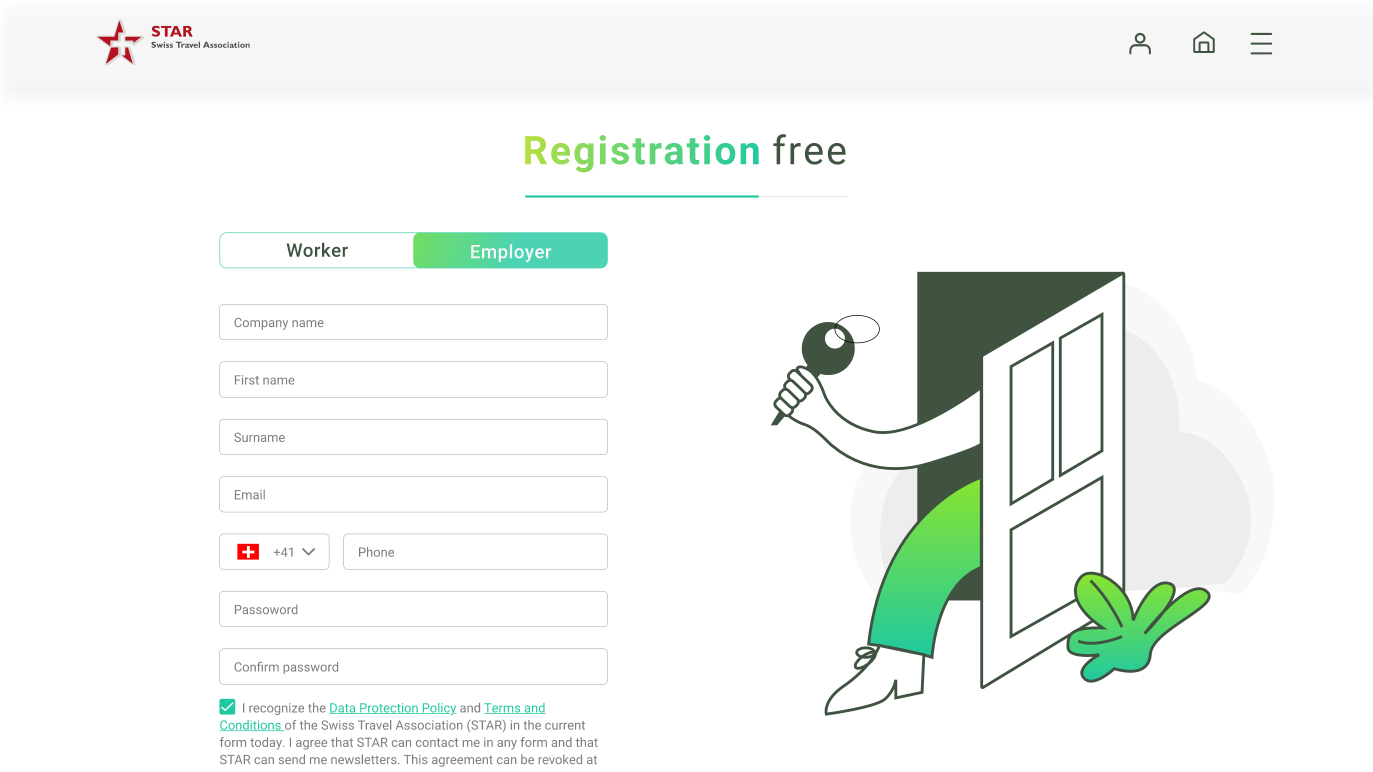 STAR
Swiss Travel Association
Registration free
Worker
Employer
Company name
First name
Surname
Email
+41
Phone
Passoword
Confirm password
I recognize the Data Protection Policy and Terms and
Conditions of the Swiss Travel Association (STAR) in the current
form today. I agree that STAR can contact me in any form and that
STAR can send me newsletters. This agreement can be revoked at